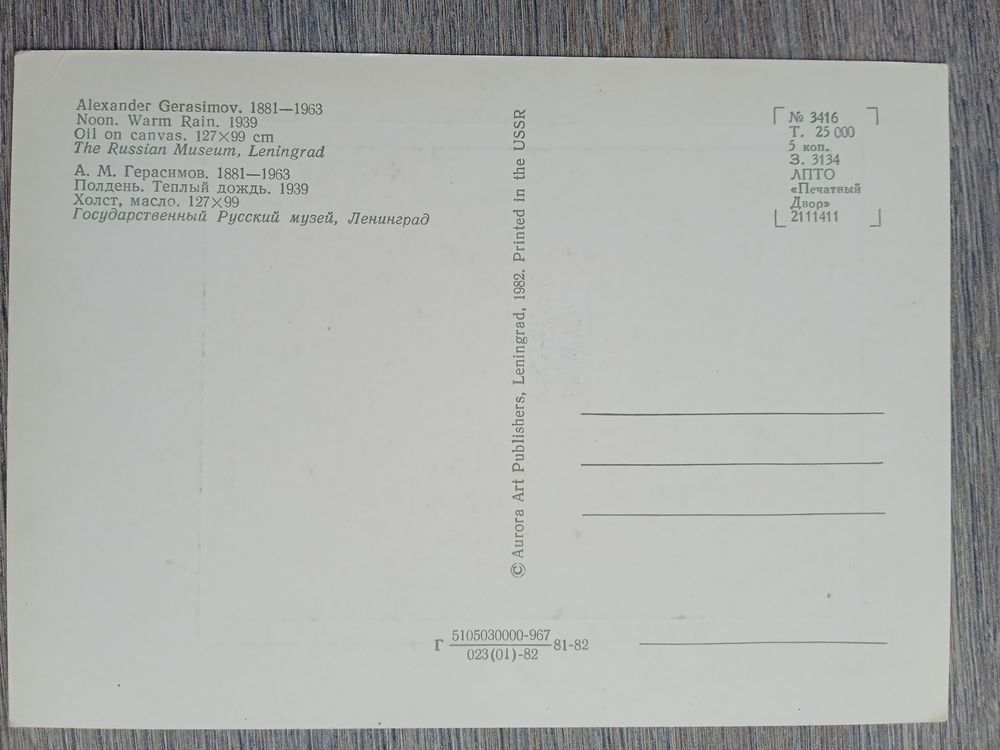 Alexander Gerasimov. 1881—1963
Noon. Warm Rain. 1939
Oil on canvas. 127×99 cm
The Russian Museum, Leningrad
А. М. Герасимов. 1881—1963
Полдень. Теплый дождь. 1939
Холст, масло. 127×99
Государственный Русский музей, Ленинград
© Aurora Art Publishers, Leningrad, 1982. Printed in the USSR
№ 3416
Т. 25 000
5 коп.
З. 3134
ЛПТО
«Печатный
Двор»
2111411
Г 5105030000-967 81-82
023(01)-82